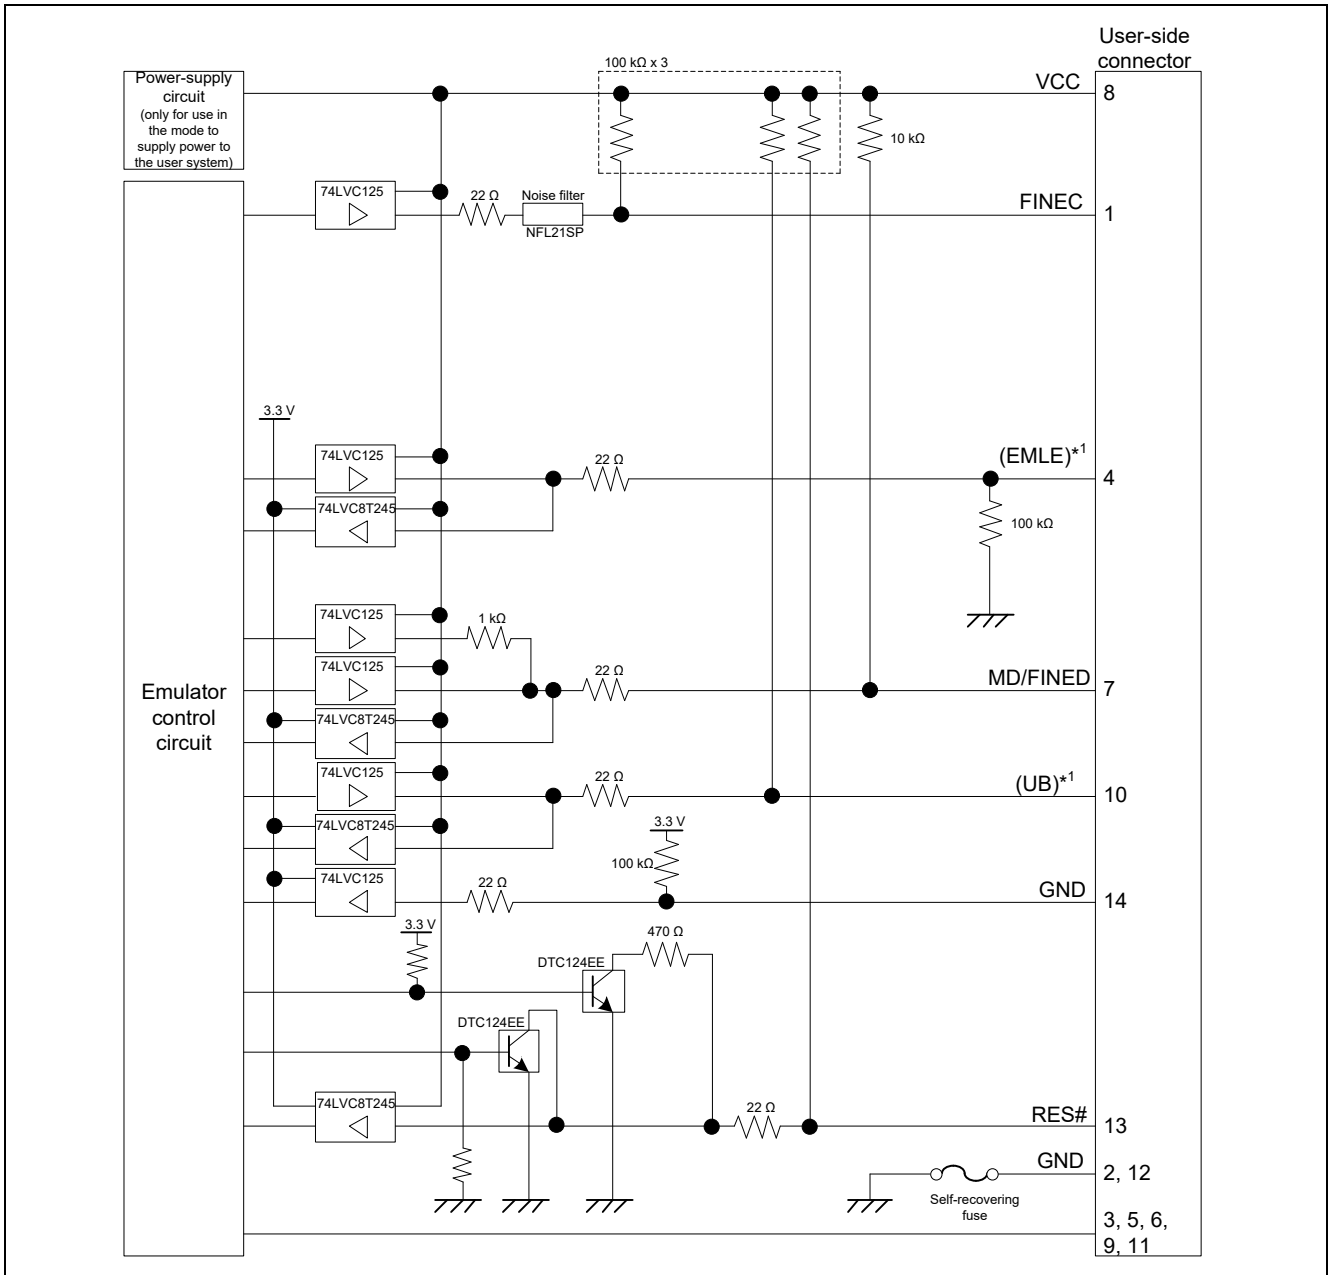 User-side
connector
Power-supply
circuit
(only for use in
the mode to
supply power to
the user system)
100 kΩ x 3
VCC
8
10 kΩ
74LVC125
22 Ω
Noise filter
NFL21SP
FINEC
1
3.3 V
74LVC125
22 Ω
(EMLE)*1
4
74LVC8T245
100 kΩ
74LVC125
1 kΩ
74LVC125
22 Ω
MD/FINED
7
Emulator
control
circuit
74LVC8T245
74LVC125
22 Ω
(UB)*1
10
74LVC8T245
3.3 V
100 kΩ
74LVC125
22 Ω
GND
14
3.3 V
470 Ω
DTC124EE
DTC124EE
74LVC8T245
22 Ω
RES#
13
GND
2, 12
Self-recovering
fuse
3, 5, 6,
9, 11